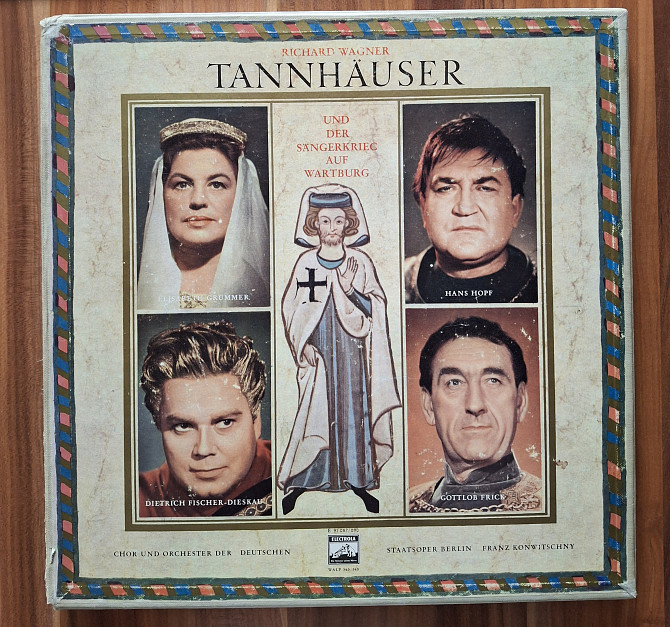 RICHARD WAGNER
TANNHÄUSER
UND
DER
SÄNGERKRIEG
AUF
WARTBURG
ELISABETH GRÜMMER
HANS HOPF
DIETRICH FISCHER-DIESKAU
GOTTLOB FRICK
ELECTROLA
CHOR UND ORCHESTER DER DEUTSCHEN STAATSOPER BERLIN FRANZ KONWITSCHNY